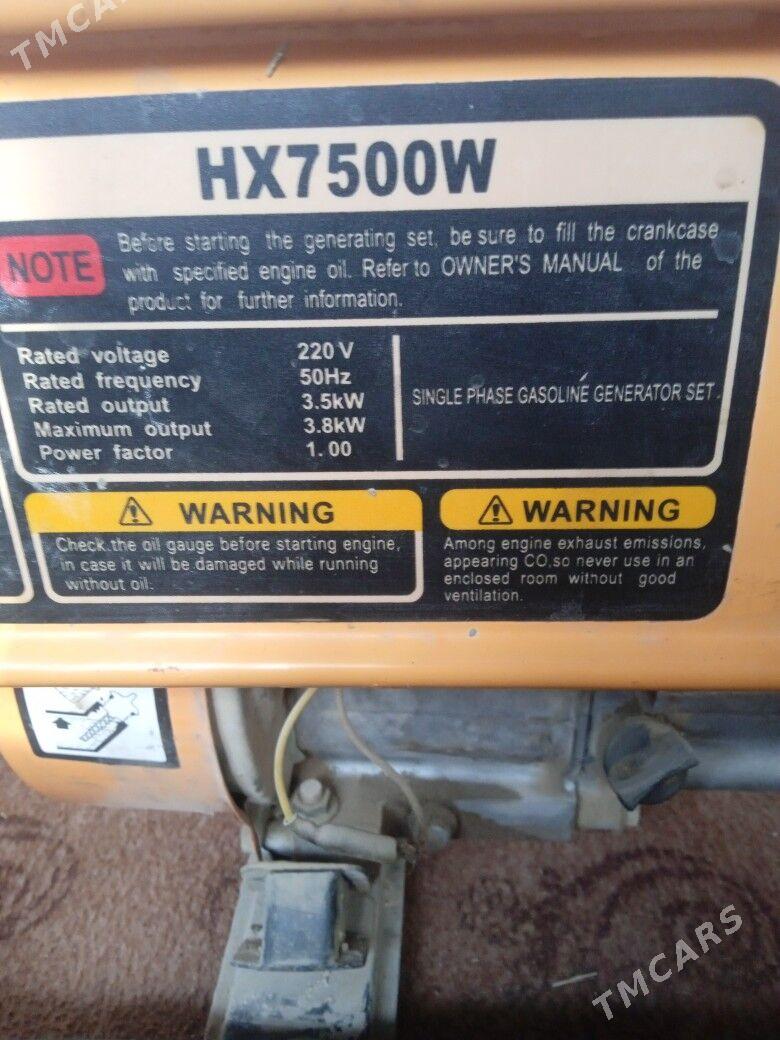 TMCARS
HX7500W
NOTE
Before starting the generating set, be sure to fill the crankcase
with specified engine oil. Refer to OWNER'S MANUAL of the
product for further information.
Rated voltage 220 V
Rated frequency 50Hz
Rated output 3.5kW
Maximum output 3.8kW
Power factor 1.00
SINGLE PHASE GASOLINE GENERATOR SET.
WARNING
Check the oil gauge before starting engine,
in case it will be damaged while running
without oil.
WARNING
Among engine exhaust emissions,
appearing CO,so never use in an
enclosed room without good
ventilation.
TMCARS